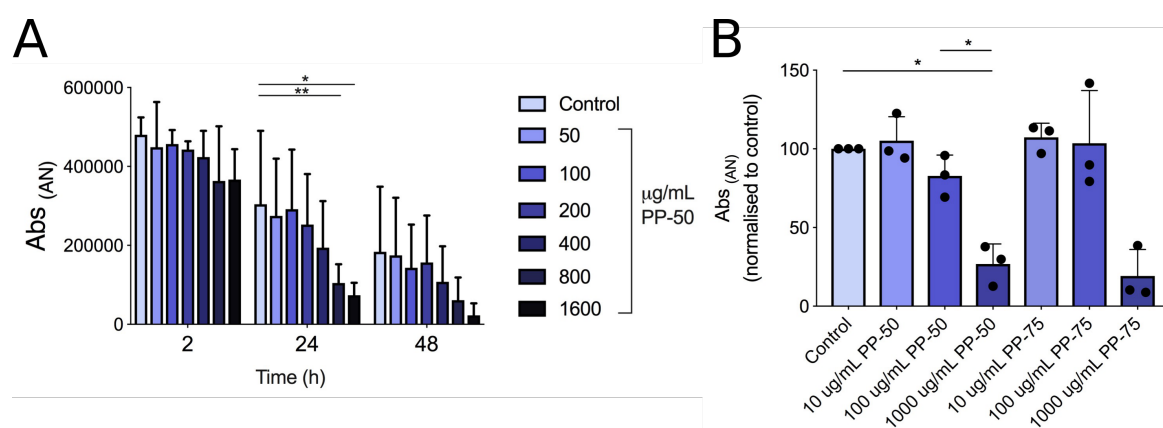 A
B
Abs (AN)
600000
400000
200000
0
*
**
2
24
48
Time (h)
Control
50
100
200
400
800
1600
μg/mL
PP-50
Abs (AN)
(normalised to control)
150
100
50
0
*
*
Control
10 ug/mL PP-50
100 ug/mL PP-50
1000 ug/mL PP-50
10 ug/mL PP-75
100 ug/mL PP-75
1000 ug/mL PP-75